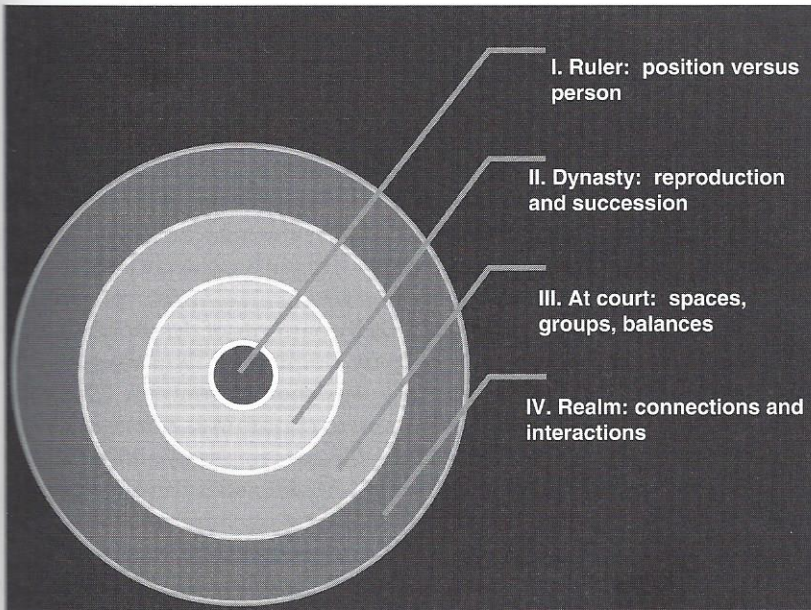 I. Ruler: position versus
person
II. Dynasty: reproduction
and succession
III. At court: spaces,
groups, balances
IV. Realm: connections and
interactions